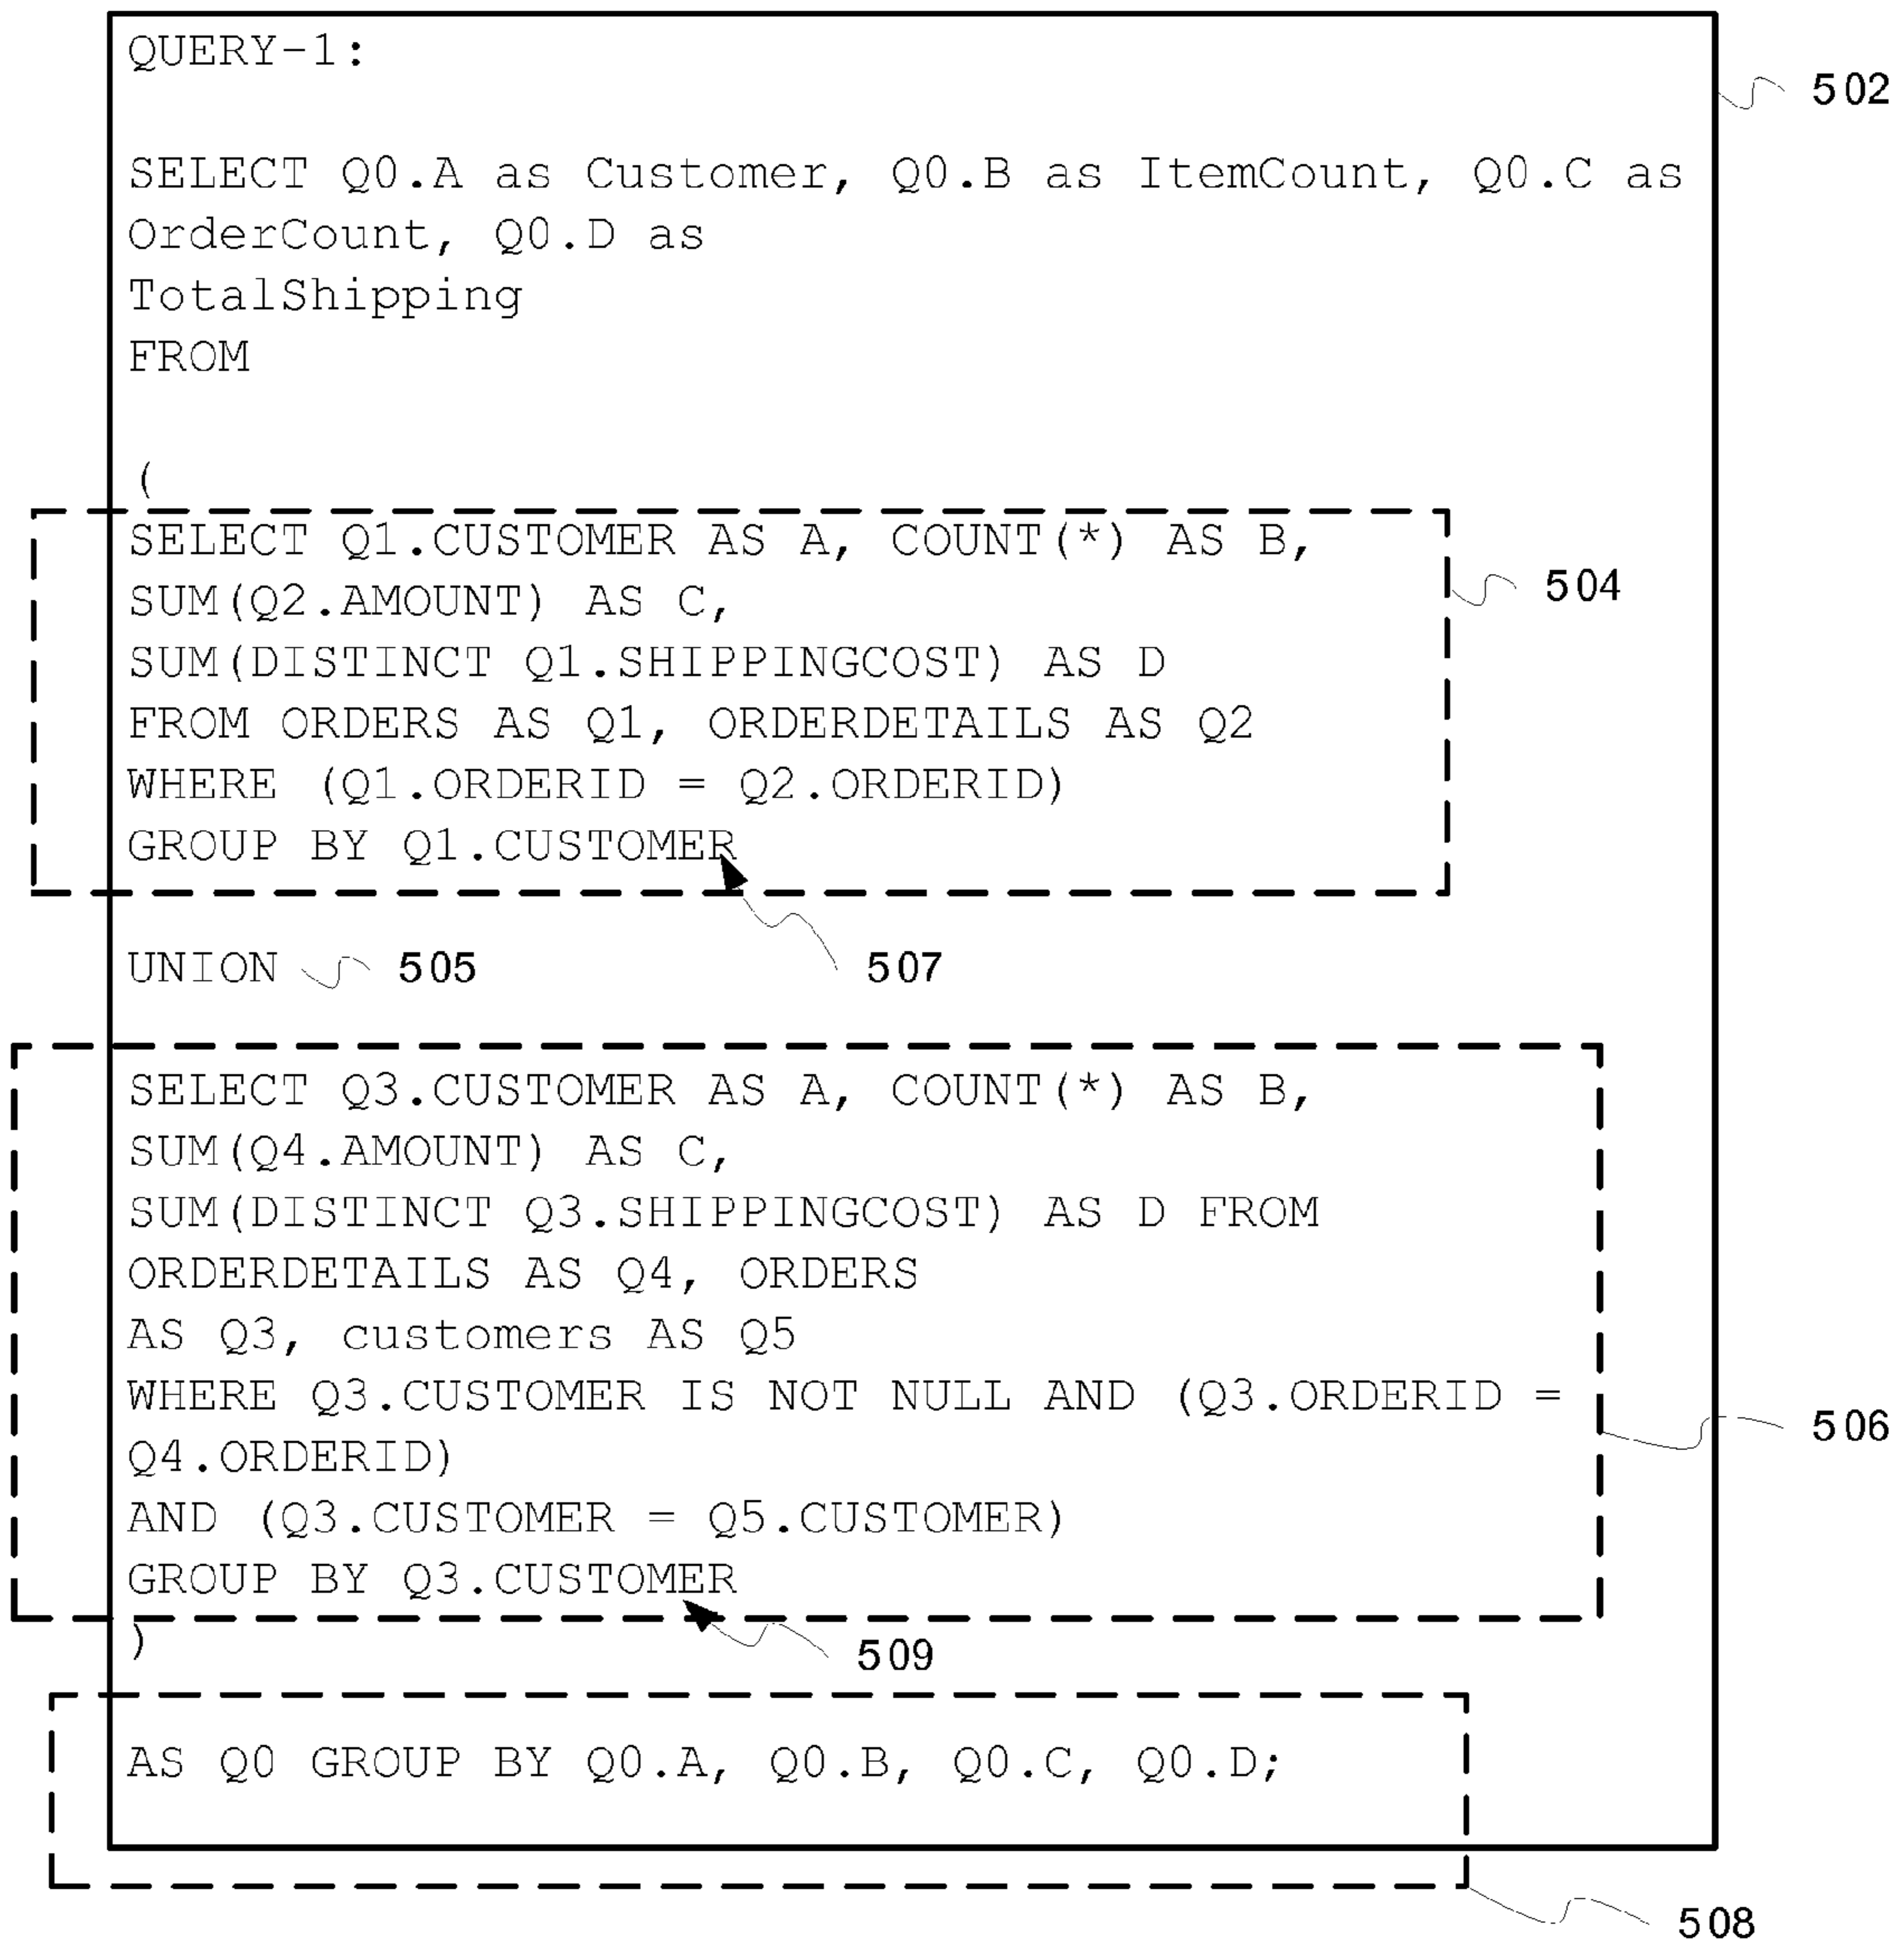 QUERY-1:
502
SELECT Q0.A as Customer, Q0.B as ItemCount, Q0.C as
OrderCount, Q0.D as
TotalShipping
FROM
(
SELECT Q1.CUSTOMER AS A, COUNT(*) AS B,
504
SUM(Q2.AMOUNT) AS C,
SUM(DISTINCT Q1.SHIPPINGCOST) AS D
FROM ORDERS AS Q1, ORDERDETAILS AS Q2
WHERE (Q1.ORDERID = Q2.ORDERID)
GROUP BY Q1.CUSTOMER
UNION 505 507
SELECT Q3.CUSTOMER AS A, COUNT(*) AS B,
SUM(Q4.AMOUNT) AS C,
SUM(DISTINCT Q3.SHIPPINGCOST) AS D FROM
ORDERDETAILS AS Q4, ORDERS
AS Q3, customers AS Q5
WHERE Q3.CUSTOMER IS NOT NULL AND (Q3.ORDERID =
506
Q4.ORDERID)
AND (Q3.CUSTOMER = Q5.CUSTOMER)
GROUP BY Q3.CUSTOMER
)
509
AS Q0 GROUP BY Q0.A, Q0.B, Q0.C, Q0.D;
508